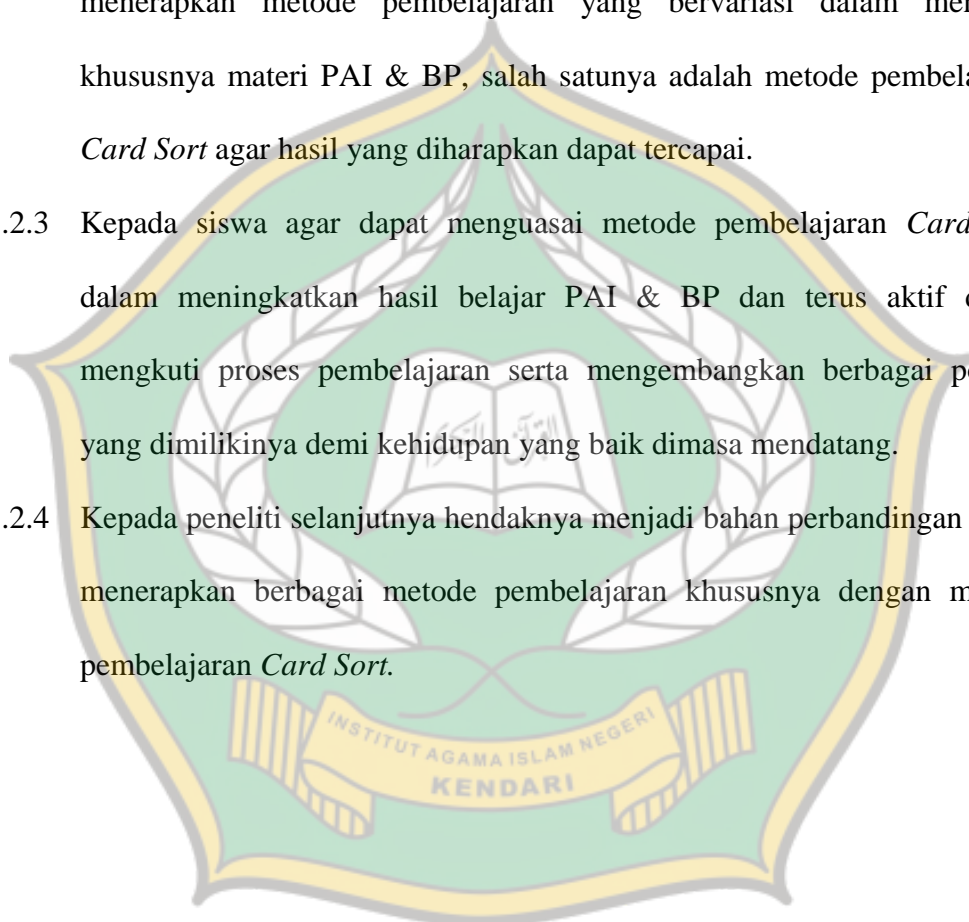 menerapkan metode pembelajaran yang bervariasi dalam
khususnya materi PAI & BP, salah satunya adalah metode
Card Sort agar hasil yang diharapkan dapat tercapai.
.2.3 Kepada siswa agar dapat menguasai metode pembelajaran Card
dalam meningkatkan hasil belajar PAI & BP dan terus aktif
mengkuti proses pembelajaran serta mengembangkan berbagai
yang dimilikinya demi kehidupan yang baik dimasa mendatang.
.2.4 Kepada peneliti selanjutnya hendaknya menjadi bahan perbandingan
menerapkan berbagai metode pembelajaran khususnya dengan
pembelajaran Card Sort.
INSTITUT AGAMA ISLAM NEGERI
KENDARI